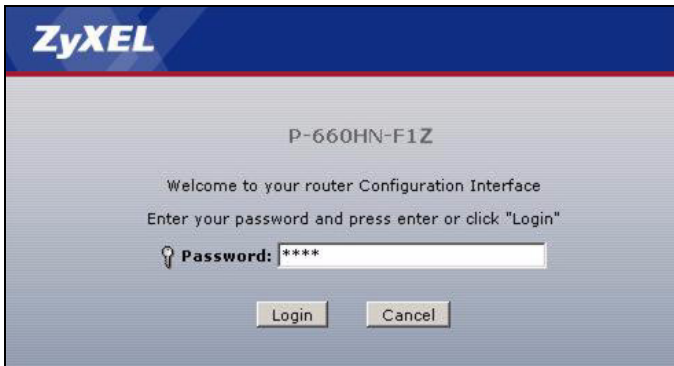 ZyXEL
P-660HN-F1Z
Welcome to your router Configuration Interface
Enter your password and press enter or click "Login"
Password: ****
Login Cancel